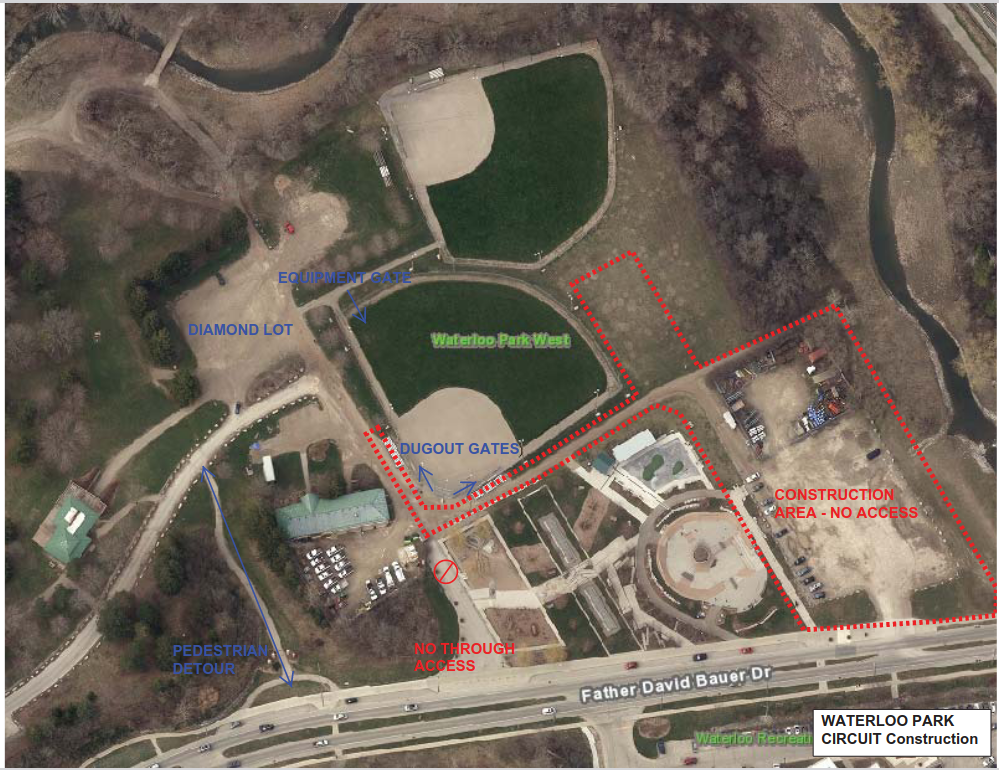 EQUIPMENT GATE
DIAMOND LOT
Waterloo Park West
DUGOUT GATES
CONSTRUCTION
AREA - NO ACCESS
NO THROUGH
ACCESS
PEDESTRIAN
DETOUR
Father David Bauer Dr
WATERLOO PARK
CIRCUIT Construction
Waterloo Recreati